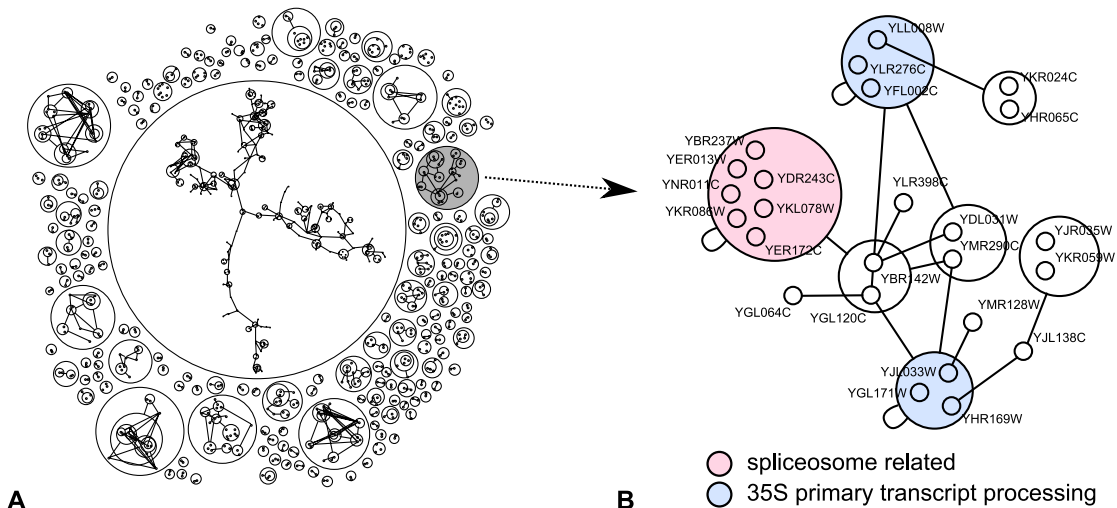 YLL008W
YLR276C
YFL002C
YKR024C
YHR065C
YBR237W
YER013W
YNR011C
YKR086W
YDR243C
YKL078W
YER172C
YLR398C
YDL031W
YMR290C
YJR035W
YKR059W
YBR142W
YGL064C
YGL120C
YMR128W
YJL138C
YJL033W
YGL171W
YHR169W
spliceosome related
35S primary transcript processing
A
B